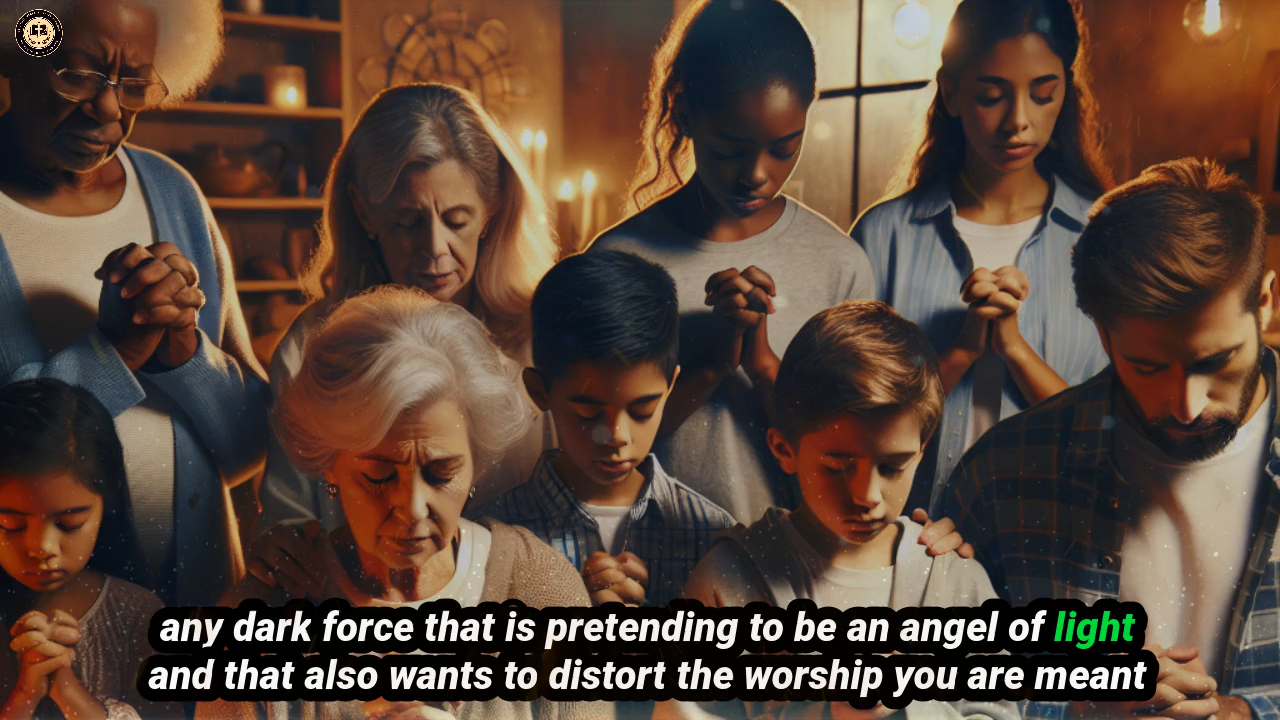 any dark force that is pretending to be an angel of light
and that also wants to distort the worship you are meant